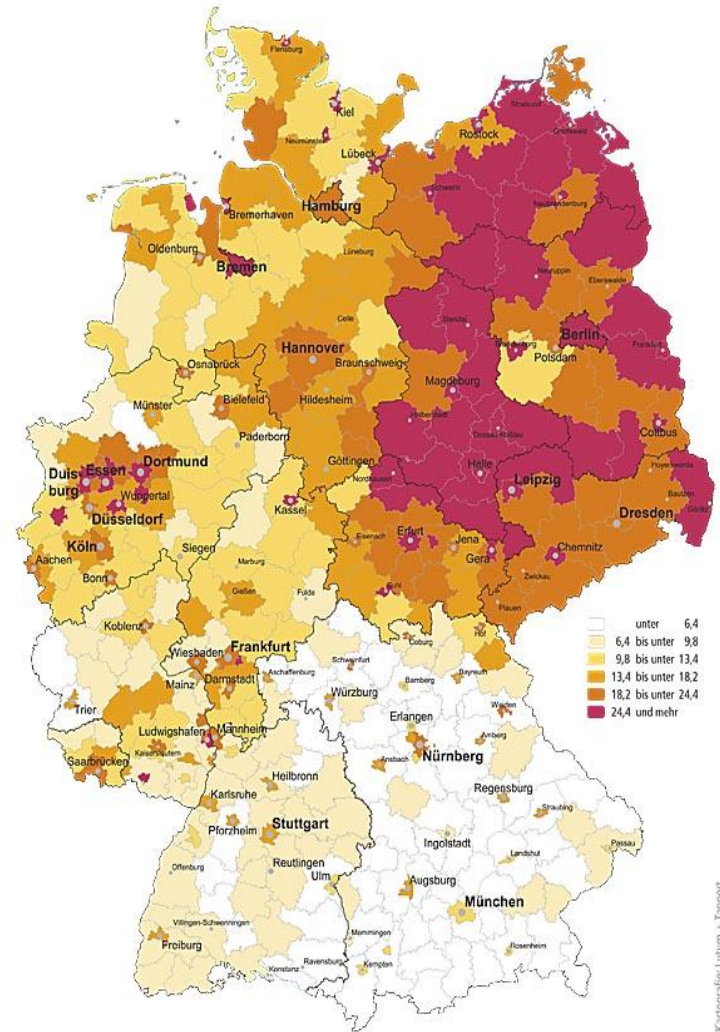 Flensburg
Kiel
Neumünster
Lübeck
Rostock
Stralsund
Greifswald
Schwerin
Neubrandenburg
Hamburg
Bremerhaven
Oldenburg
Bremen
Lüneburg
Neuruppin
Eberswalde
Celle
Stendal
Brandenburg
Berlin
Potsdam
Frankfurt
Hannover
Braunschweig
Osnabrück
Hildesheim
Magdeburg
Münster
Bielefeld
Halberstadt
Dessau-Roßlau
Cottbus
Paderborn
Göttingen
Nordhausen
Halle
Leipzig
Hoyerswerda
Bautzen
Görlitz
Dresden
Duis-
burg
Essen
Dortmund
Wuppertal
Düsseldorf
Kassel
Köln
Siegen
Aachen
Bonn
Marburg
Gießen
Fulda
Eisenach
Erfurt
Jena
Gera
Chemnitz
Suhl
Zwickau
Plauen
Koblenz
Wiesbaden
Frankfurt
Mainz
Darmstadt
Aschaffenburg
Schweinfurt
Coburg
Hof
Bamberg
Bayreuth
Trier
Würzburg
Weiden
Ludwigshafen
Mannheim
Kaiserslautern
Saarbrücken
Erlangen
Nürnberg
Ansbach
Amberg
Heilbronn
Karlsruhe
Pforzheim
Stuttgart
Regensburg
Straubing
Offenburg
Reutlingen
Ulm
Ingolstadt
Landshut
Passau
Augsburg
München
Villingen-Schwenningen
Freiburg
Memmingen
Kempten
Rosenheim
Konstanz
Ravensburg
unter 6,4
6,4 bis unter 9,8
9,8 bis unter 13,4
13,4 bis unter 18,2
18,2 bis unter 24,4
24,4 und mehr
Kartografie: Lutum + Tappert